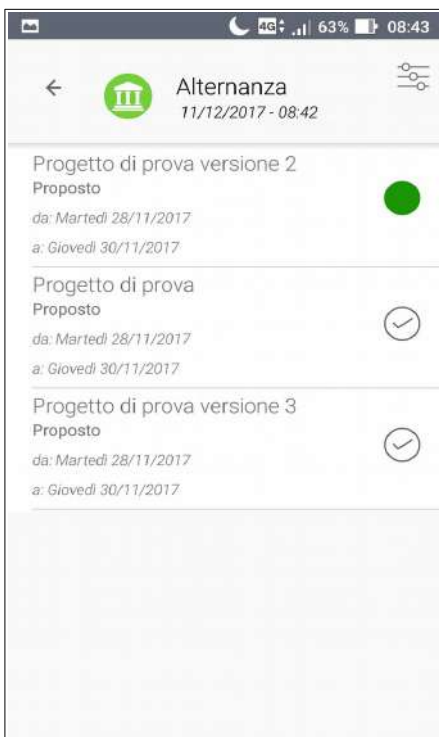 4G 63% 08:43
Alternanza
11/12/2017 - 08:42
Progetto di prova versione 2
Proposto
da: Martedì 28/11/2017
a: Giovedì 30/11/2017
Progetto di prova
Proposto
da: Martedì 28/11/2017
a: Giovedì 30/11/2017
Progetto di prova versione 3
Proposto
da: Martedì 28/11/2017
a: Giovedì 30/11/2017